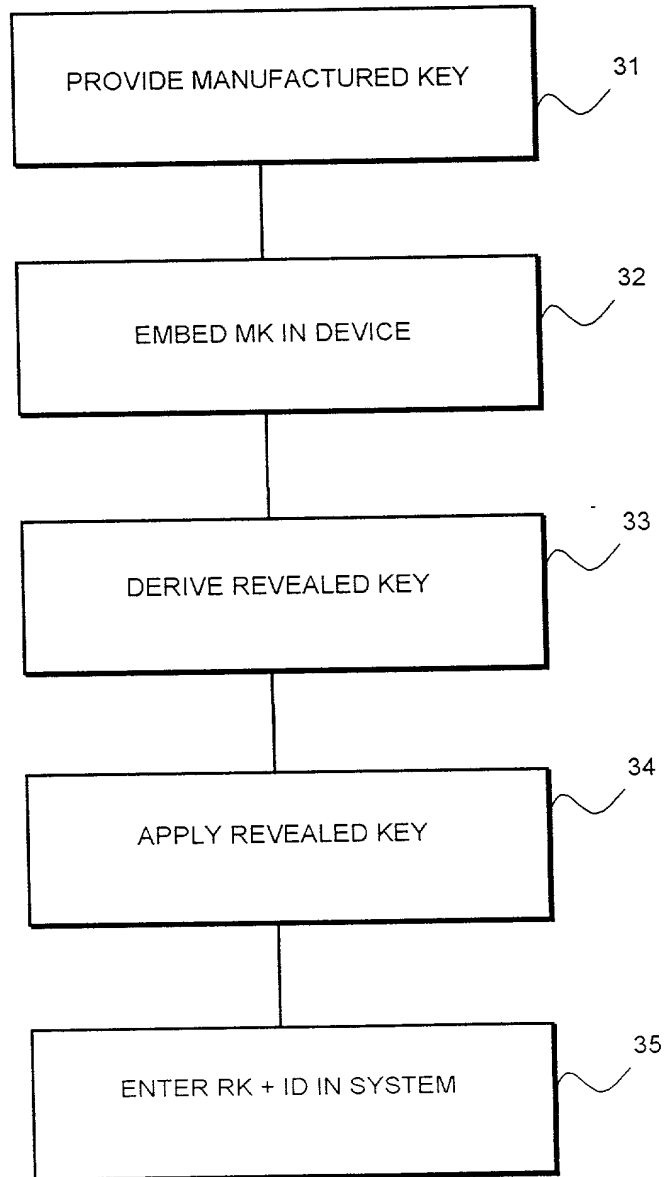 PROVIDE MANUFACTURED KEY
31
32
EMBED MK IN DEVICE
33
DERIVE REVEALED KEY
34
APPLY REVEALED KEY
35
ENTER RK + ID IN SYSTEM